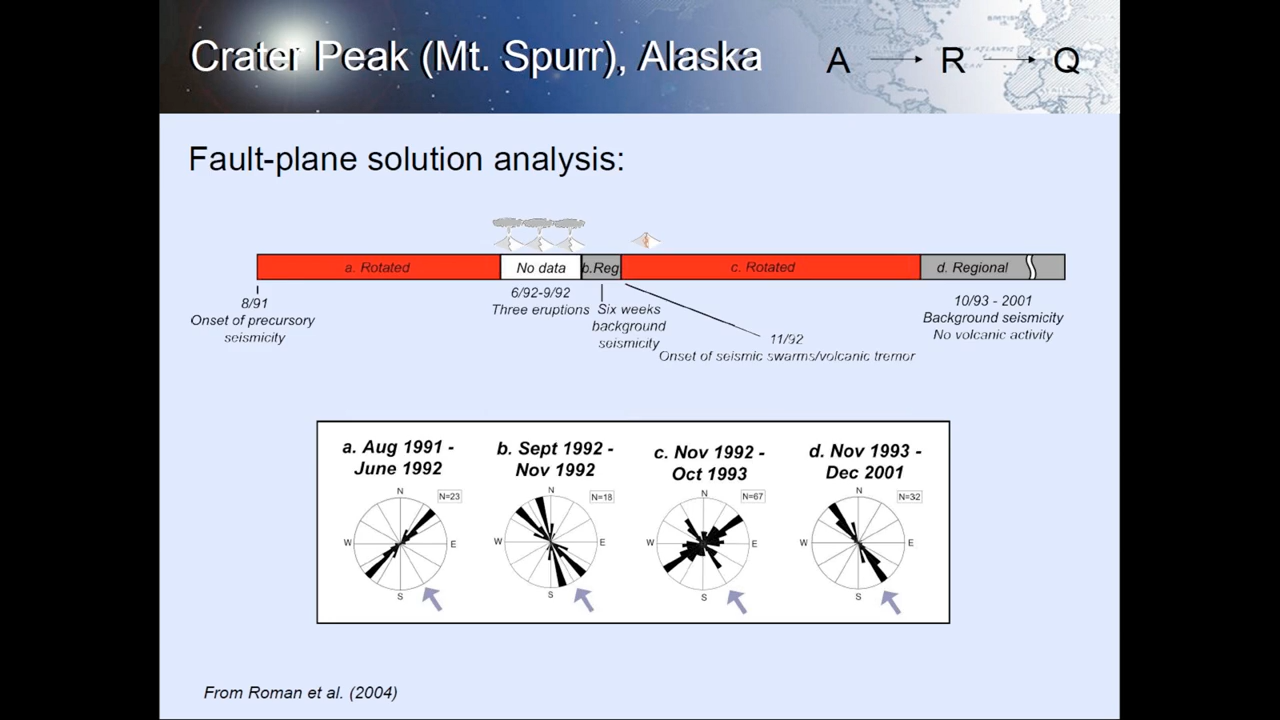 Crater Peak (Mt. Spurr), Alaska
A → R → Q
Fault-plane solution analysis:
a. Rotated
No data
b.Reg
c. Rotated
d. Regional
8/91
Onset of precursory
seismicity
6/92-9/92
Three eruptions
Six weeks
background
seismicity
11/92
Onset of seismic swarms/volcanic tremor
10/93 - 2001
Background seismicity
No volcanic activity
a. Aug 1991 -
June 1992
N=23
N
W
E
S
b. Sept 1992 -
Nov 1992
N=18
N
W
E
S
c. Nov 1992 -
Oct 1993
N=67
N
W
E
S
d. Nov 1993 -
Dec 2001
N=32
N
W
E
S
From Roman et al. (2004)